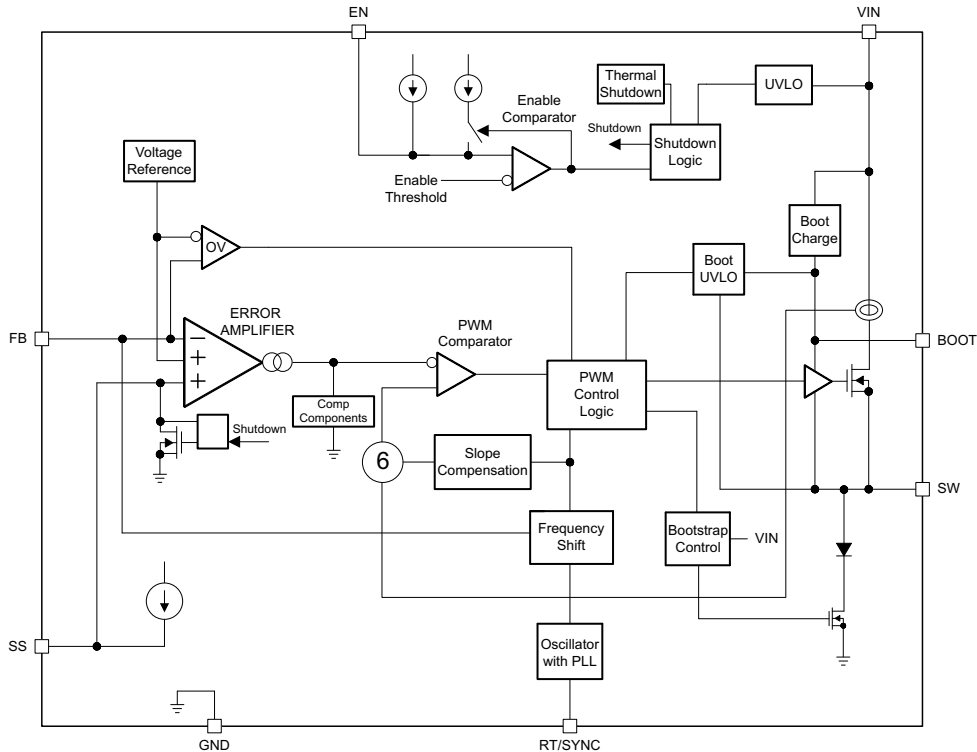 EN
VIN
Thermal
Shutdown
UVLO
Enable
Comparator
Shutdown
Shutdown
Logic
Voltage
Reference
Enable
Threshold
Boot
Charge
OV
Boot
UVLO
ERROR
AMPLIFIER
PWM
Comparator
FB
BOOT
−
+
+
PWM
Control
Logic
Comp
Components
Shutdown
6
Slope
Compensation
SW
Frequency
Shift
Bootstrap
Control
VIN
SS
Oscillator
with PLL
GND
RT/SYNC